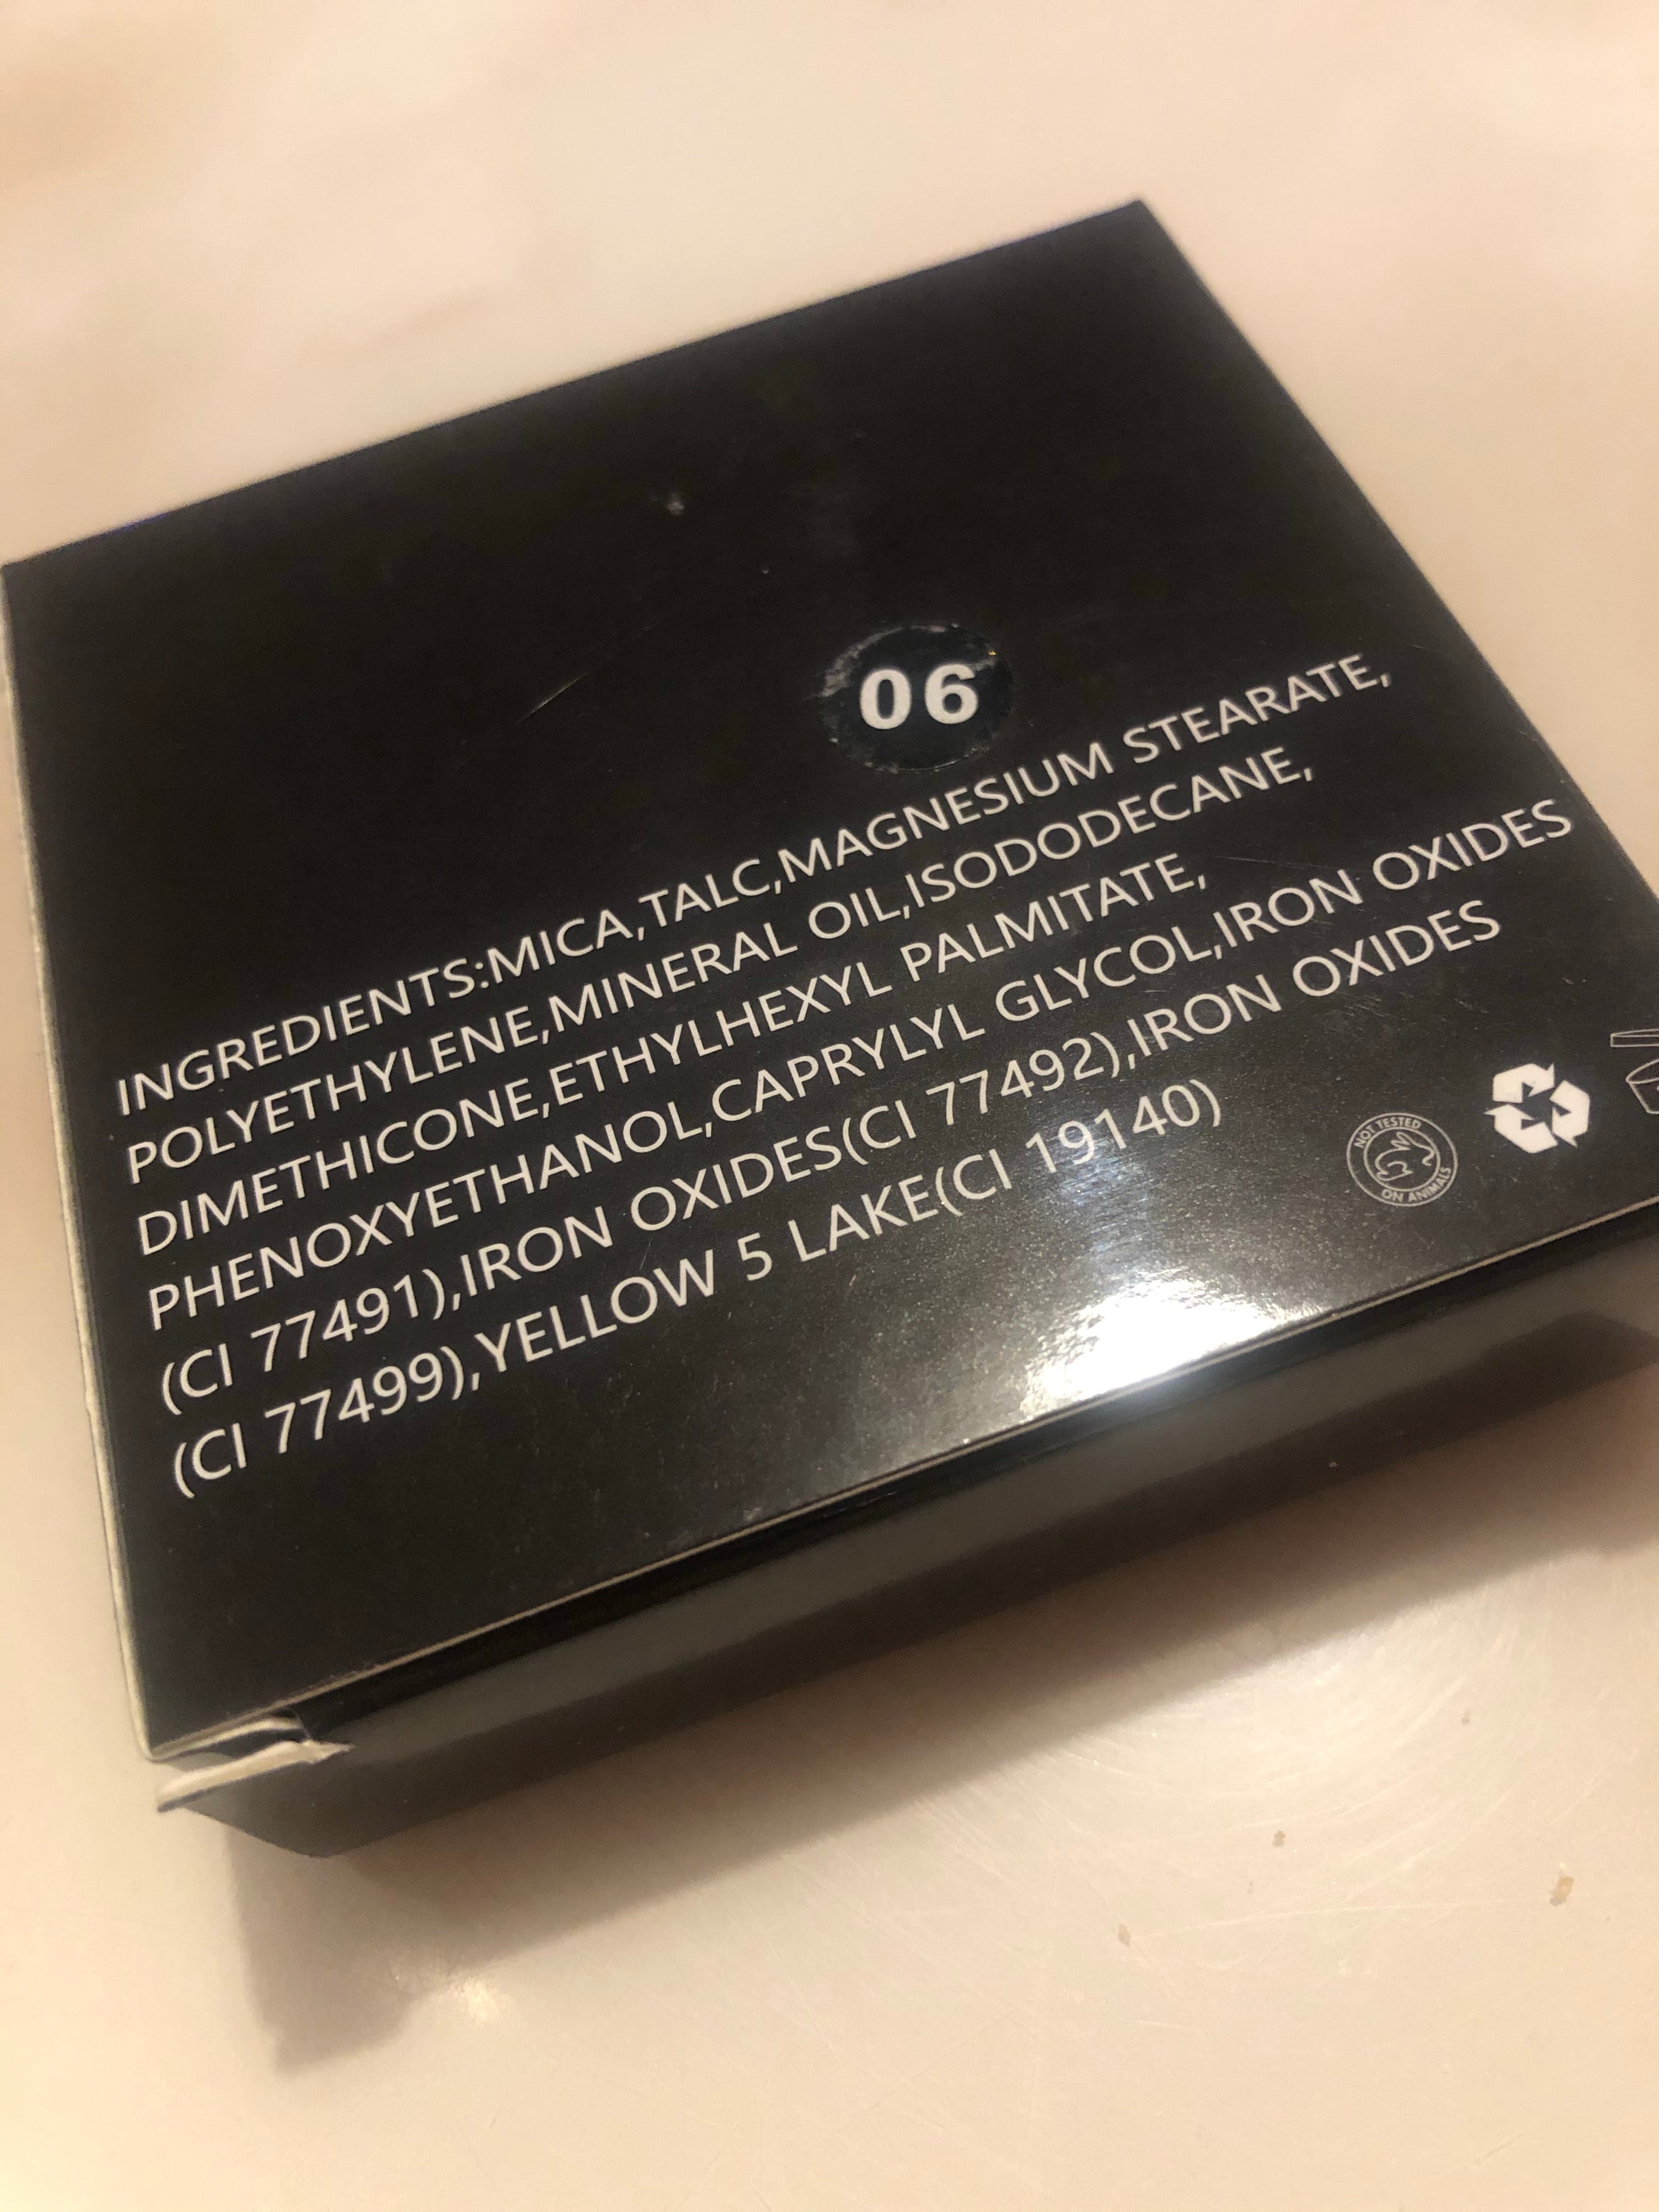 06
INGREDIENTS:MICA,TALC,MAGNESIUM STEARATE,
POLYETHYLENE,MINERAL OIL,ISODODECANE,
DIMETHICONE,ETHYLHEXYL PALMITATE,
PHENOXYETHANOL,CAPRYLYL GLYCOL,IRON OXIDES
(CI 77491),IRON OXIDES(CI 77492),IRON OXIDES
(CI 77499),YELLOW 5 LAKE(CI 19140)
NOT TESTED
ON ANIMALS